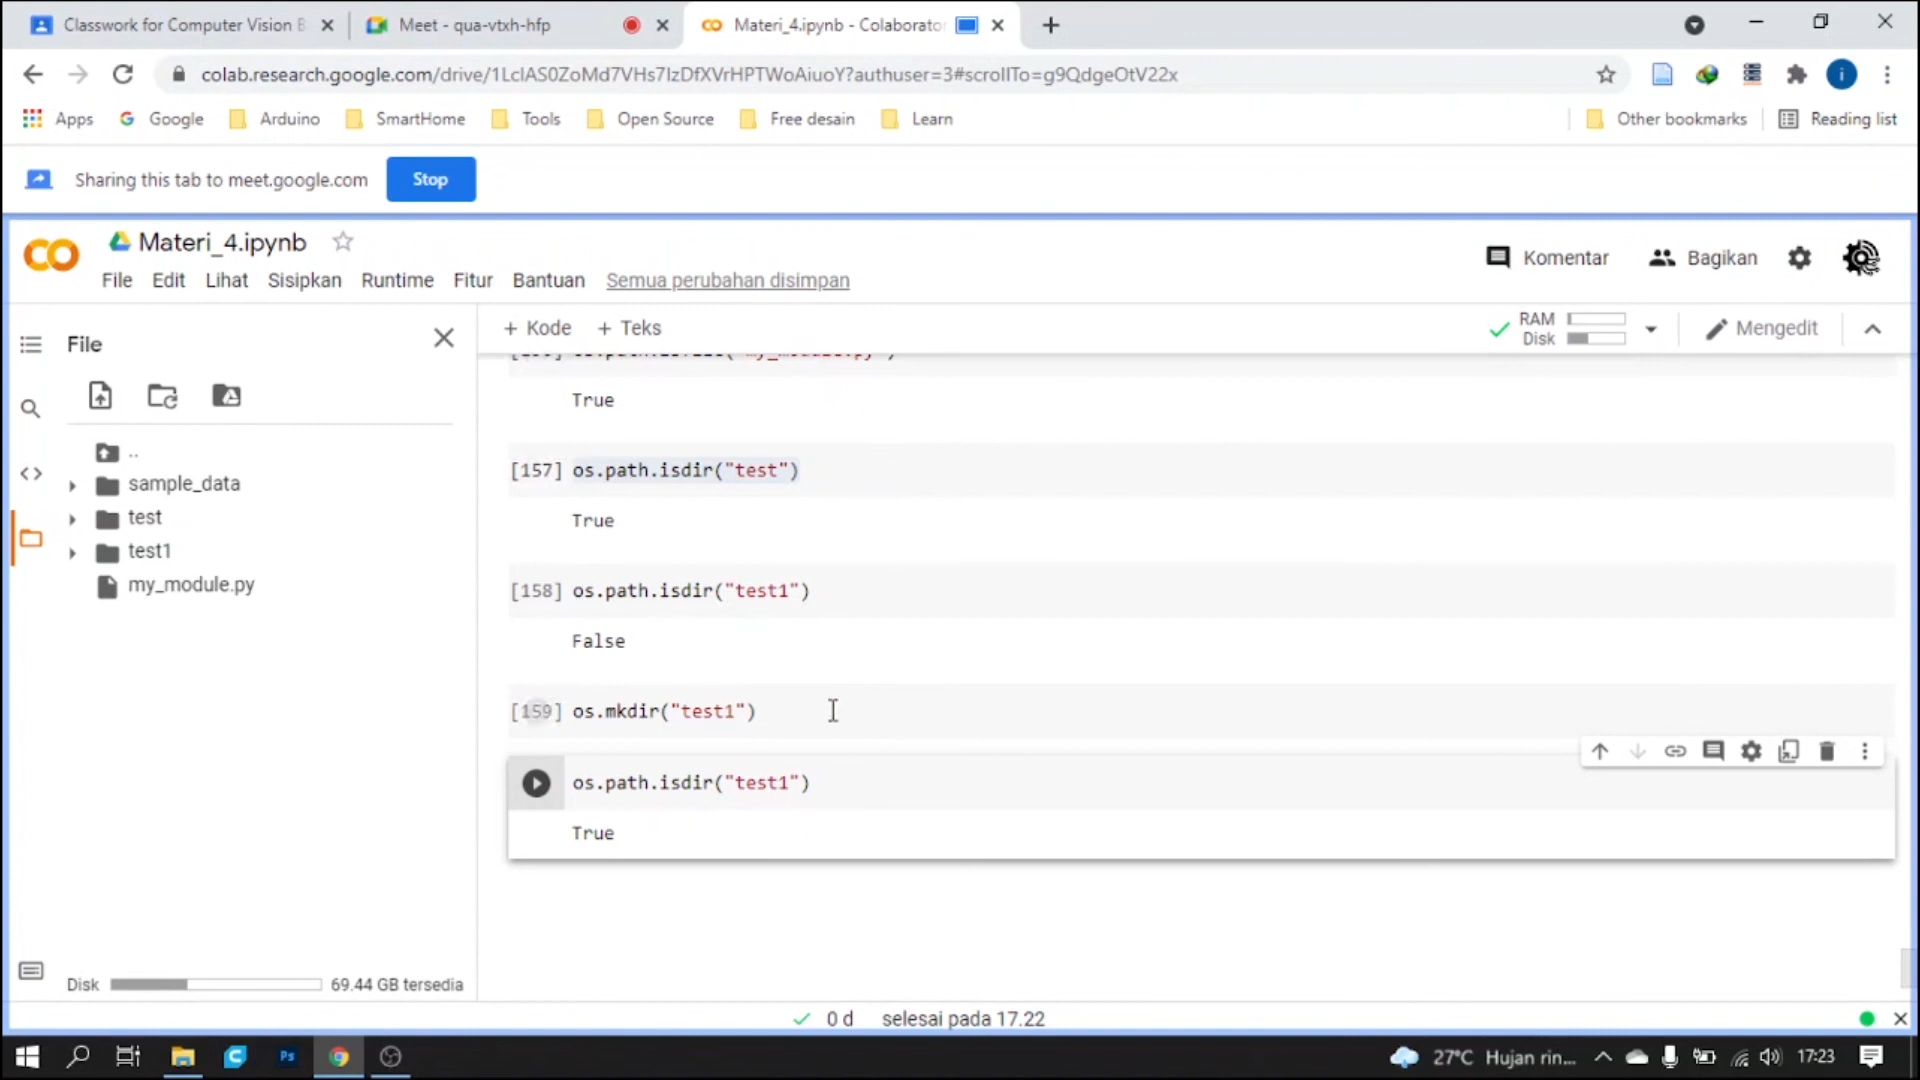 Classwork for Computer Vision B
Meet - qua-vtxh-hfp
Materi_4.ipynb - Colaborator
colab.research.google.com/drive/1LclAS0ZoMd7VHs7IzDfXVrHPTWoAiuoY?authuser=3#scrollTo=g9QdgeOtV22x
i
Apps
Google
Arduino
SmartHome
Tools
Open Source
Free desain
Learn
Other bookmarks
Reading list
Sharing this tab to meet.google.com
Stop
Materi_4.ipynb
Komentar
Bagikan
File Edit Lihat Sisipkan Runtime Fitur Bantuan Semua perubahan disimpan
File
+ Kode + Teks
RAM
Disk
Mengedit
..
sample_data
test
test1
my_module.py
True
[157] os.path.isdir("test")
True
[158] os.path.isdir("test1")
False
[159] os.mkdir("test1")
os.path.isdir("test1")
True
Disk
69.44 GB tersedia
0 d selesai pada 17.22
Ps
27°C Hujan rin...
17:23